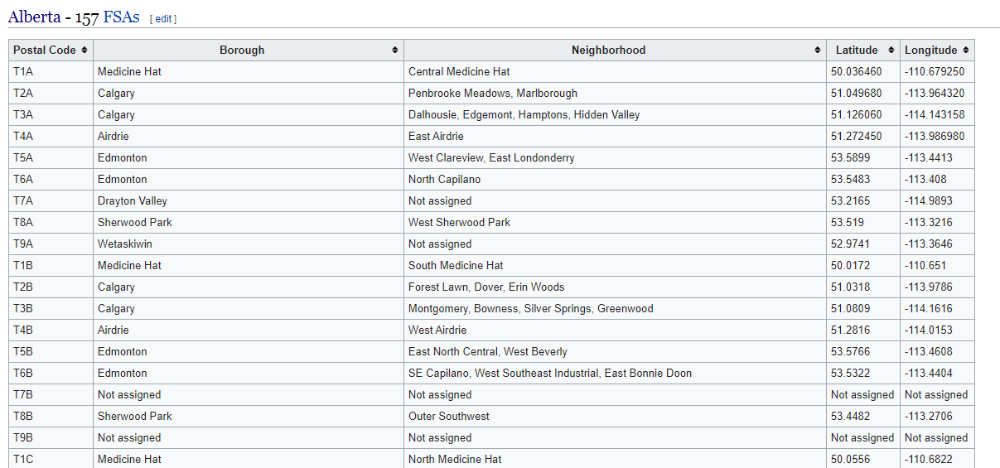 Alberta - 157 FSAs [ edit ]
Postal Code Borough Neighborhood Latitude Longitude
T1A Medicine Hat Central Medicine Hat 50.036460 -110.679250
T2A Calgary Penbrooke Meadows, Marlborough 51.049680 -113.964320
T3A Calgary Dalhousie, Edgemont, Hamptons, Hidden Valley 51.126060 -114.143158
T4A Airdrie East Airdrie 51.272450 -113.986980
T5A Edmonton West Clareview, East Londonderry 53.5899 -113.4413
T6A Edmonton North Capilano 53.5483 -113.408
T7A Drayton Valley Not assigned 53.2165 -114.9893
T8A Sherwood Park West Sherwood Park 53.519 -113.3216
T9A Wetaskiwin Not assigned 52.9741 -113.3646
T1B Medicine Hat South Medicine Hat 50.0172 -110.651
T2B Calgary Forest Lawn, Dover, Erin Woods 51.0318 -113.9786
T3B Calgary Montgomery, Bowness, Silver Springs, Greenwood 51.0809 -114.1616
T4B Airdrie West Airdrie 51.2816 -114.0153
T5B Edmonton East North Central, West Beverly 53.5766 -113.4608
T6B Edmonton SE Capilano, West Southeast Industrial, East Bonnie Doon 53.5322 -113.4404
T7B Not assigned Not assigned Not assigned Not assigned
T8B Sherwood Park Outer Southwest 53.4482 -113.2706
T9B Not assigned Not assigned Not assigned Not assigned
T1C Medicine Hat North Medicine Hat 50.0556 -110.6822